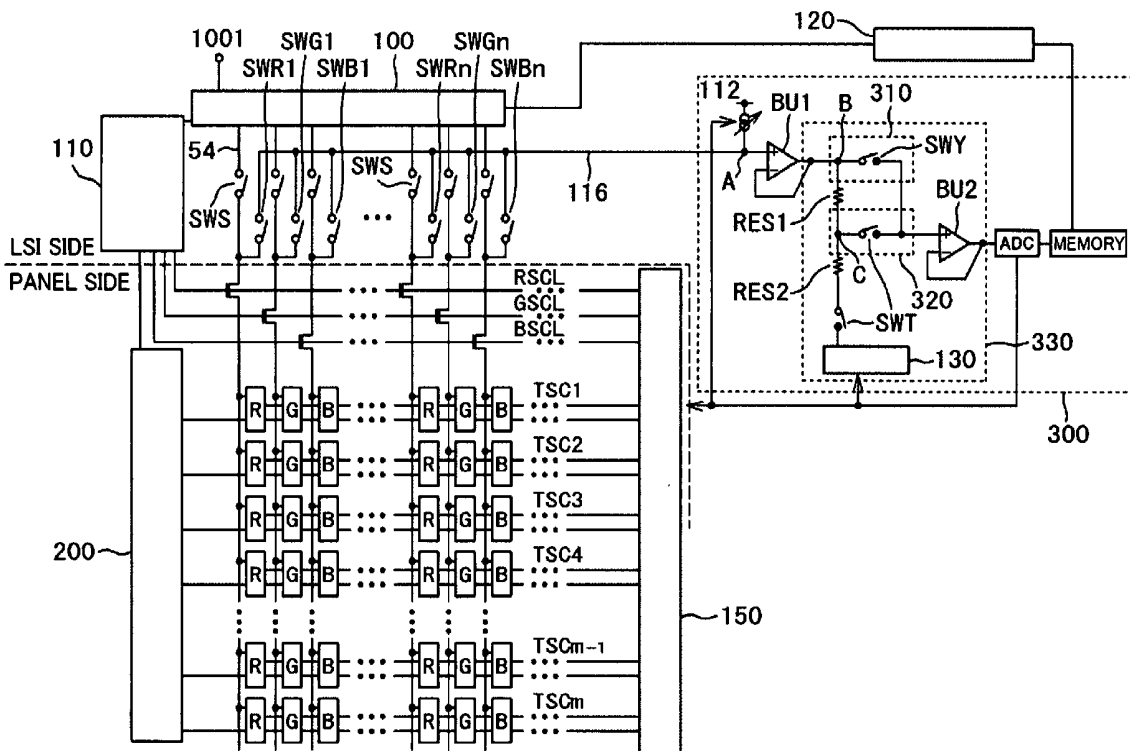 1001
SWG1
SWR1
100
SWB1
SWGn
SWRn
SWBn
120
110
54
SWS
SWS
116
112
A
BU1
B
310
SWY
RES1
BU2
C
RES2
320
SWT
ADC
MEMORY
130
330
300
LSI SIDE
PANEL SIDE
RSCL
GSCL
BSCL
200
150
R G B R G B TSC1
R G B R G B TSC2
R G B R G B TSC3
R G B R G B TSC4
R G B R G B TSCm-1
R G B R G B TSCm